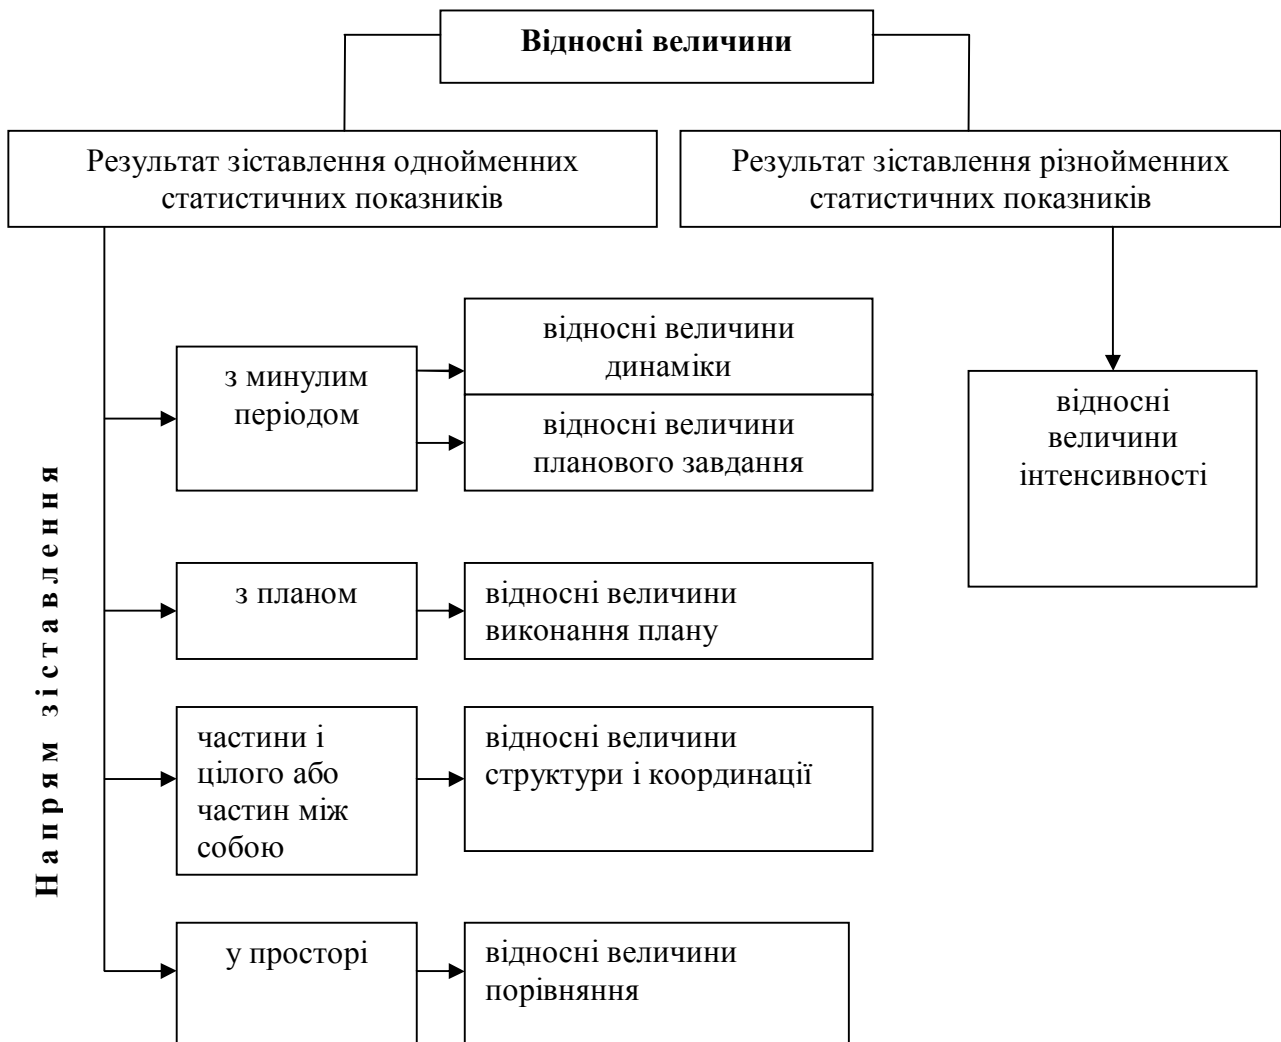 Відносні величини
Результат зіставлення однойменних
статистичних показників
Результат зіставлення різнойменних
статистичних показників
Напрям зіставлення
з минулим
періодом
відносні величини
динаміки
відносні величини
планового завдання
відносні
величини
інтенсивності
з планом
відносні величини
виконання плану
частини і
цілого або
частин між
собою
відносні величини
структури і координації
у просторі
відносні величини
порівняння